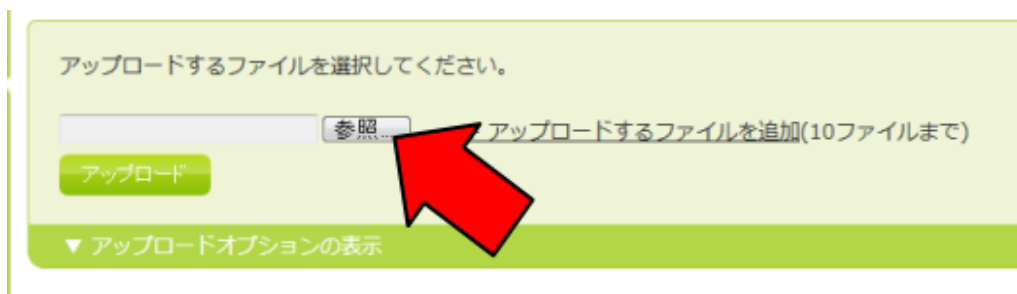 アップロードするファイルを選択してください。
参照... アップロードするファイルを追加(10ファイルまで)
アップロード
▼ アップロードオプションの表示